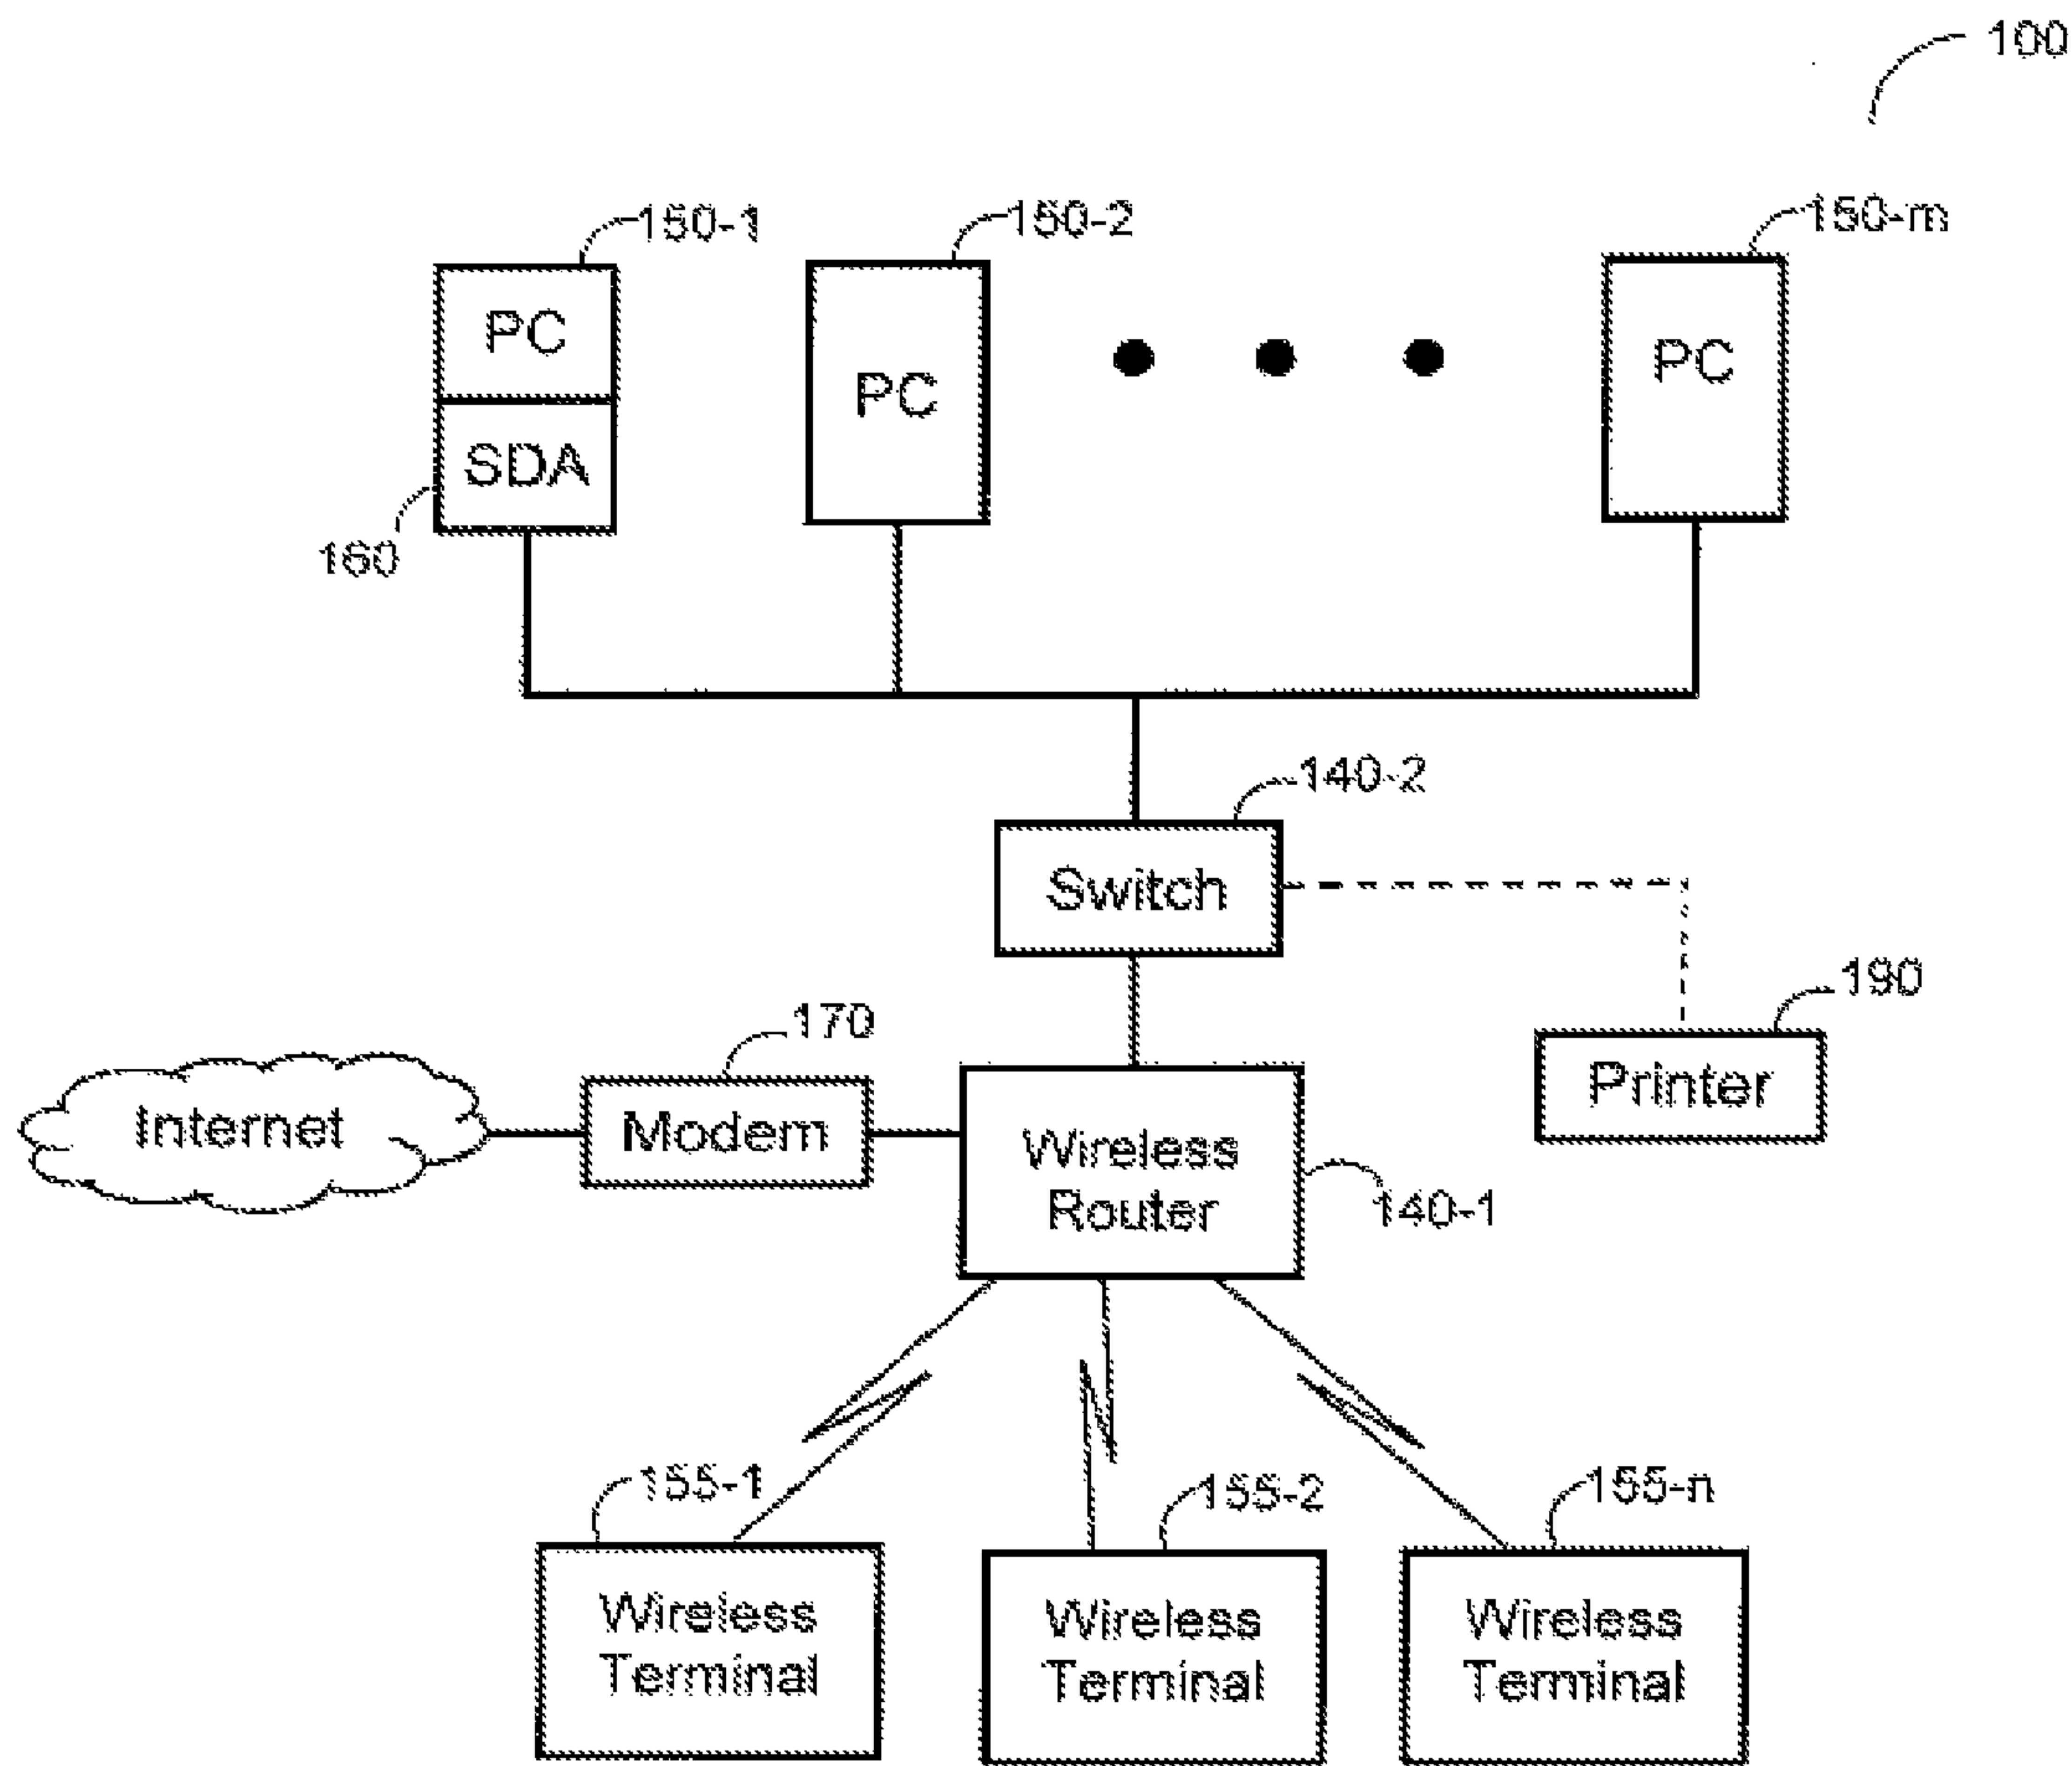 100
150-1
150-2
150-m
PC
PC
PC
SDA
160
140-2
Switch
190
170
Printer
Internet
Modem
Wireless
Router
140-1
155-1
155-2
155-n
Wireless
Terminal
Wireless
Terminal
Wireless
Terminal